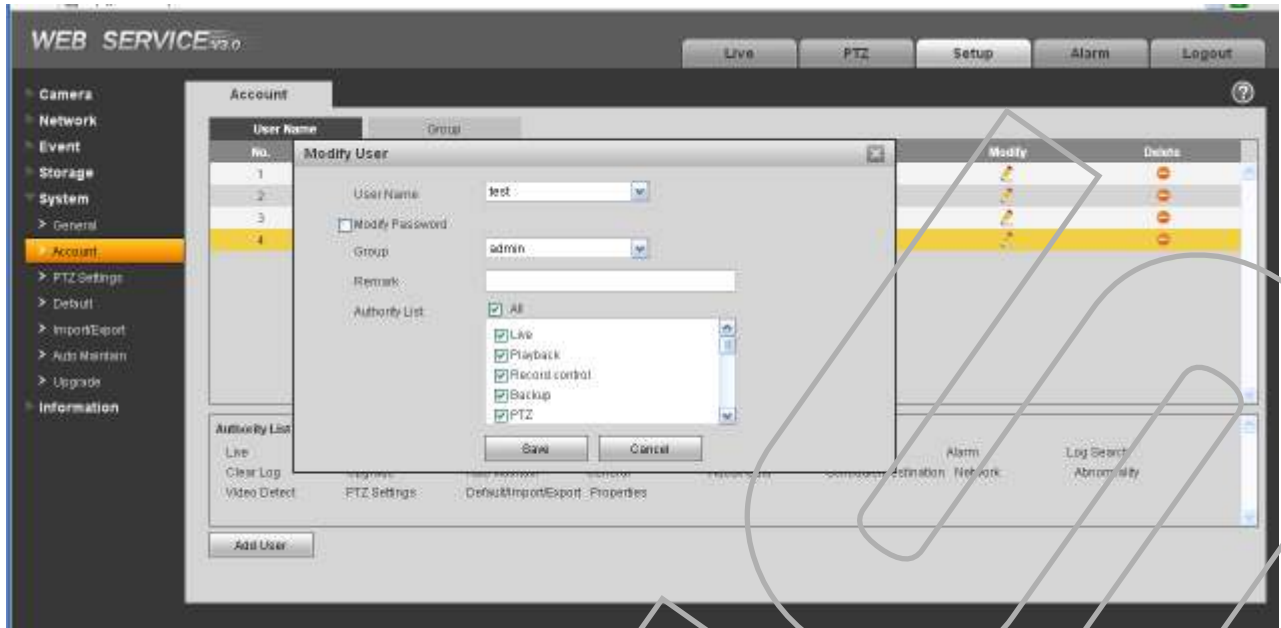 WEB SERVICE V3.0
Live PTZ Setup Alarm Logout
Camera
Network
Event
Storage
System
> General
> Account
> PTZ Settings
> Default
> Import/Export
> Auto Maintain
> Upgrade
Information
Account
User Name Group
No. Modify Delete
1
2
3
4
Modify User
User Name test
Modify Password
Group admin
Remark
Authority List All
Live
Playback
Record control
Backup
PTZ
Save Cancel
Authority List
Live Alarm Log Search
Clear Log Network Abnormality
Video Detect PTZ Settings Default/Import/Export Properties
Add User